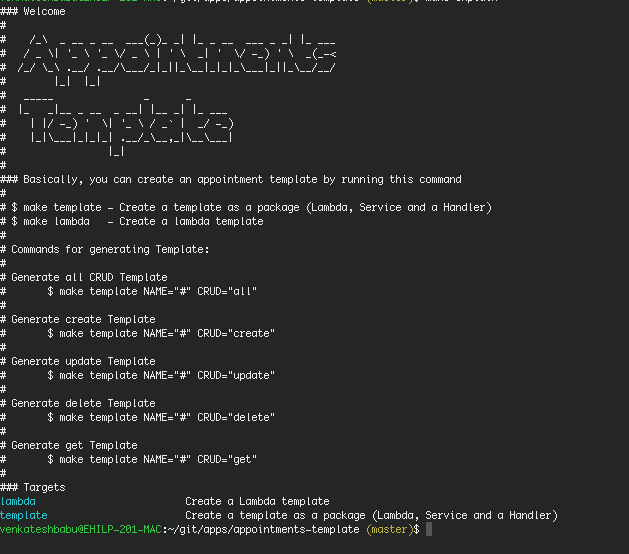 ### Welcome
#
# Appointments
#
# Template
#
### Basically, you can create an appointment template by running this command
#
# $ make template – Create a template as a package (Lambda, Service and a Handler)
# $ make lambda – Create a lambda template
#
# Commands for generating Template:
#
# Generate all CRUD Template
# $ make template NAME="#" CRUD="all"
#
# Generate create Template
# $ make template NAME="#" CRUD="create"
#
# Generate update Template
# $ make template NAME="#" CRUD="update"
#
# Generate delete Template
# $ make template NAME="#" CRUD="delete"
#
# Generate get Template
# $ make template NAME="#" CRUD="get"
#
### Targets
lambda Create a Lambda template
template Create a template as a package (Lambda, Service and a Handler)
venkateshbabu@EHILP-201-MAC:~/git/apps/appointments-template (master)$